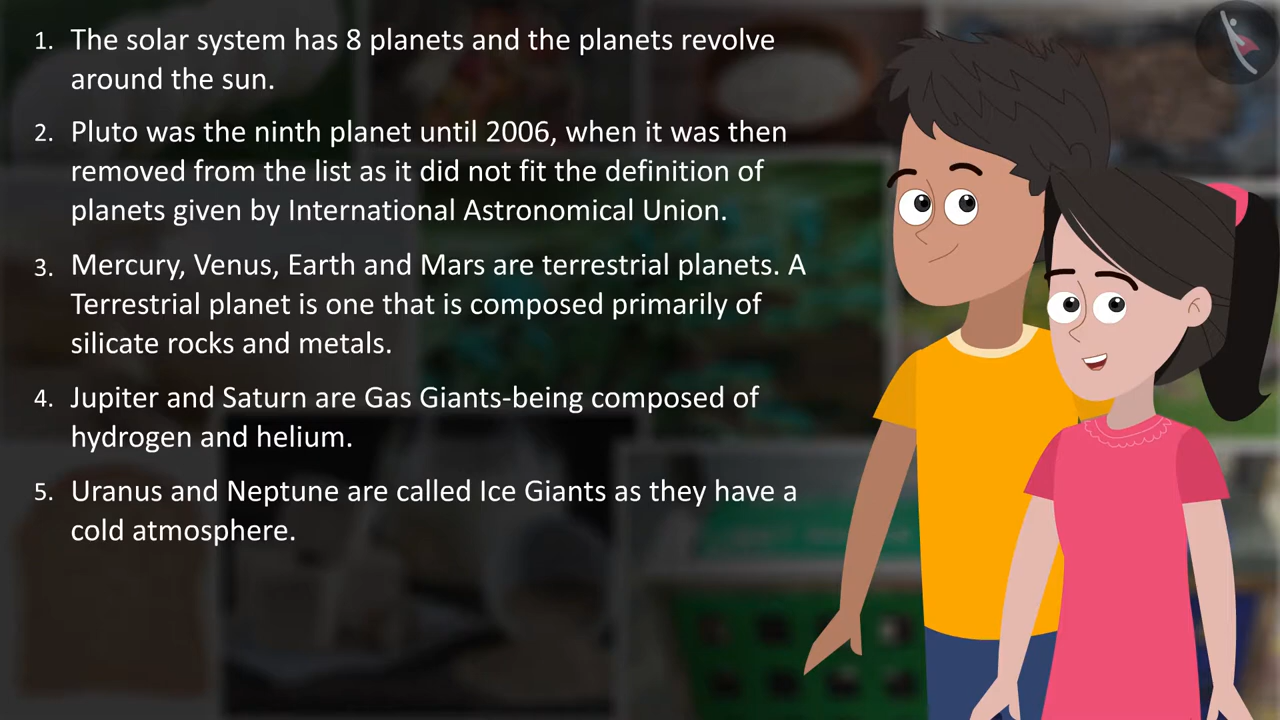 1. The solar system has 8 planets and the planets revolve
around the sun.
2. Pluto was the ninth planet until 2006, when it was then
removed from the list as it did not fit the definition of
planets given by International Astronomical Union.
3. Mercury, Venus, Earth and Mars are terrestrial planets. A
Terrestrial planet is one that is composed primarily of
silicate rocks and metals.
4. Jupiter and Saturn are Gas Giants-being composed of
hydrogen and helium.
5. Uranus and Neptune are called Ice Giants as they have a
cold atmosphere.